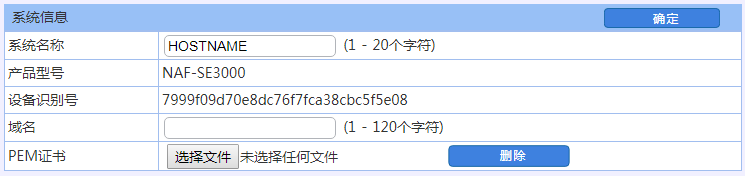 系统信息 确定
系统名称 HOSTNAME (1 - 20个字符)
产品型号 NAF-SE3000
设备识别号 7999f09d70e8dc76f7fca38cbc5f5e08
域名 (1 - 120个字符)
PEM证书 选择文件 未选择任何文件 删除